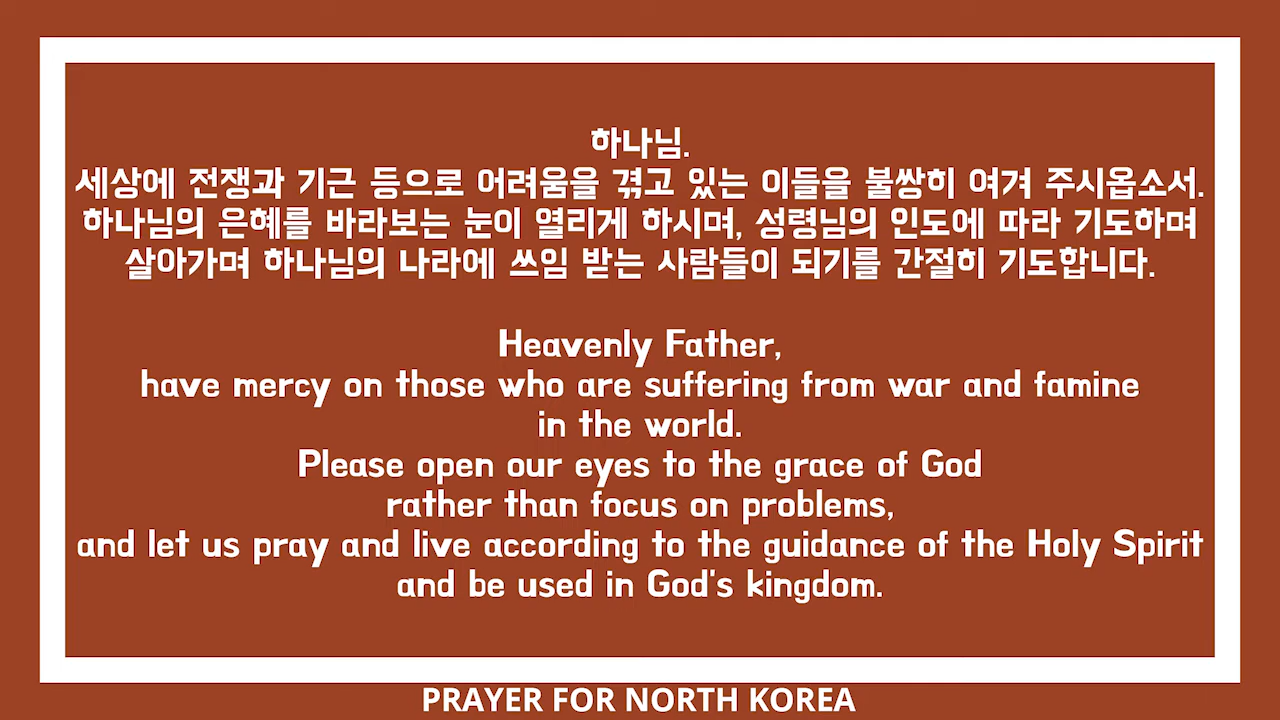 하나님.
세상에 전쟁과 기근 등으로 어려움을 겪고 있는 이들을 불쌍히 여겨 주시옵소서.
하나님의 은혜를 바라보는 눈이 열리게 하시며, 성령님의 인도에 따라 기도하며
살아가며 하나님의 나라에 쓰임 받는 사람들이 되기를 간절히 기도합니다.
Heavenly Father,
have mercy on those who are suffering from war and famine
in the world.
Please open our eyes to the grace of God
rather than focus on problems,
and let us pray and live according to the guidance of the Holy Spirit
and be used in God's kingdom.
PRAYER FOR NORTH KOREA